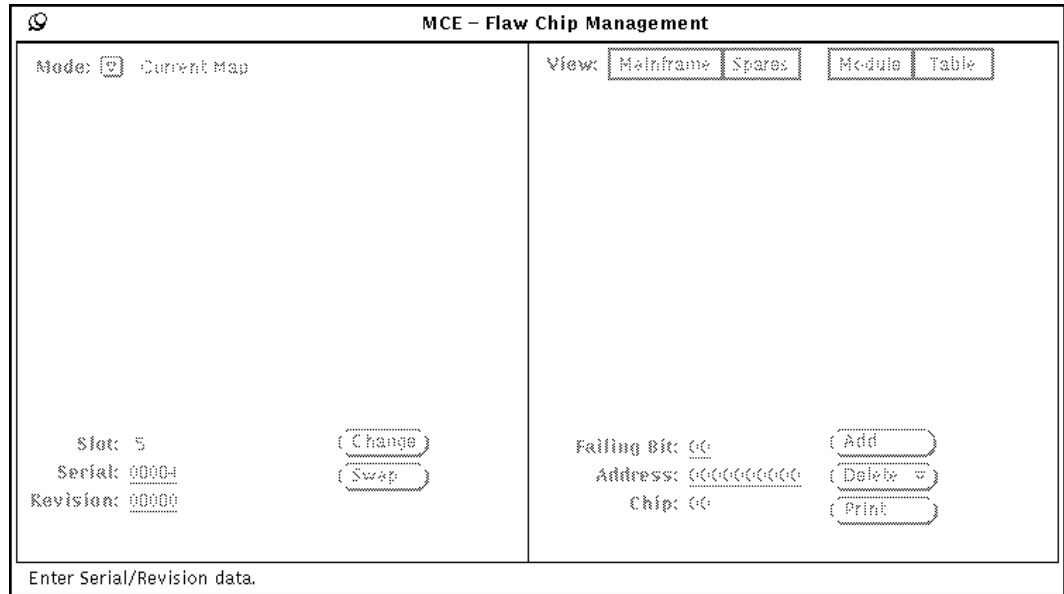 MCE – Flaw Chip Management
Mode: Current Map
View: Mainframe Spares Module Table
Slot: 5
Serial: 00004
Revision: 00000
Change
Swap
Failing Bit: 00
Address: 0000000000
Chip: 00
Add
Delete
Print
Enter Serial/Revision data.